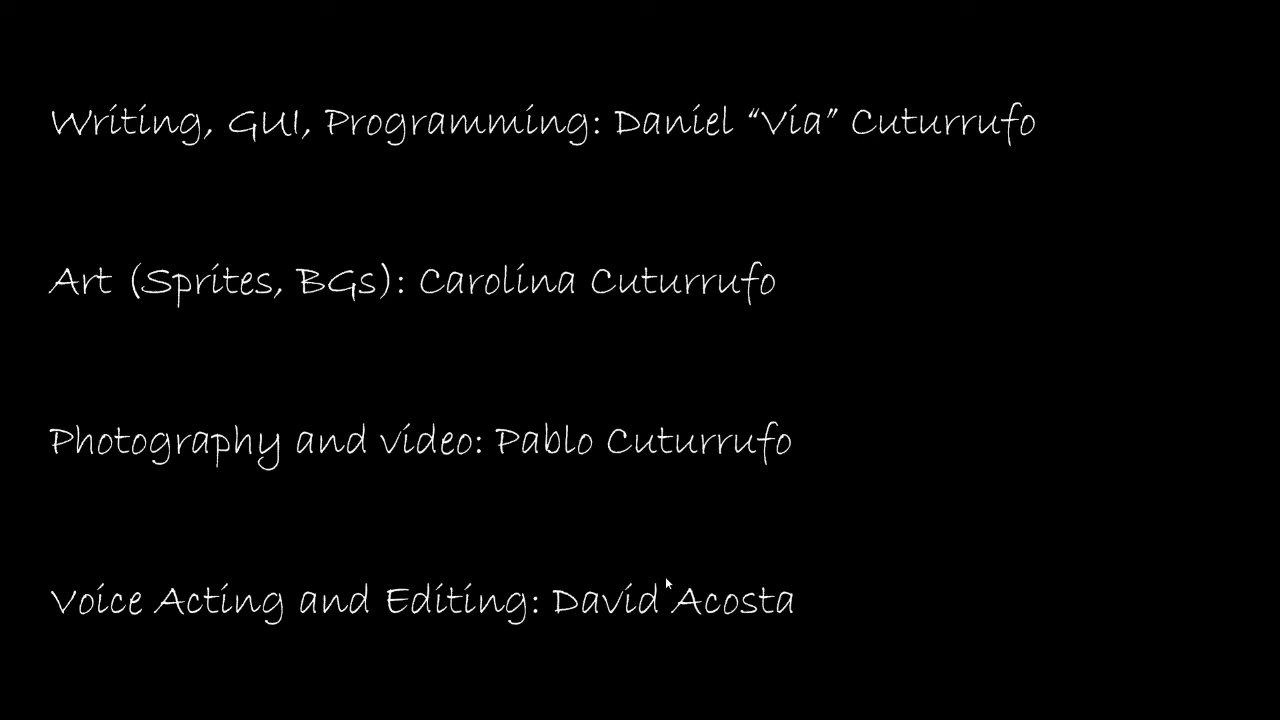 Writing, GUI, Programming: Daniel “Vía” Cuturrufo
Art (Sprites, BGs): Carolina Cuturrufo
Photography and video: Pablo Cuturrufo
Voice Acting and Editing: David Acosta